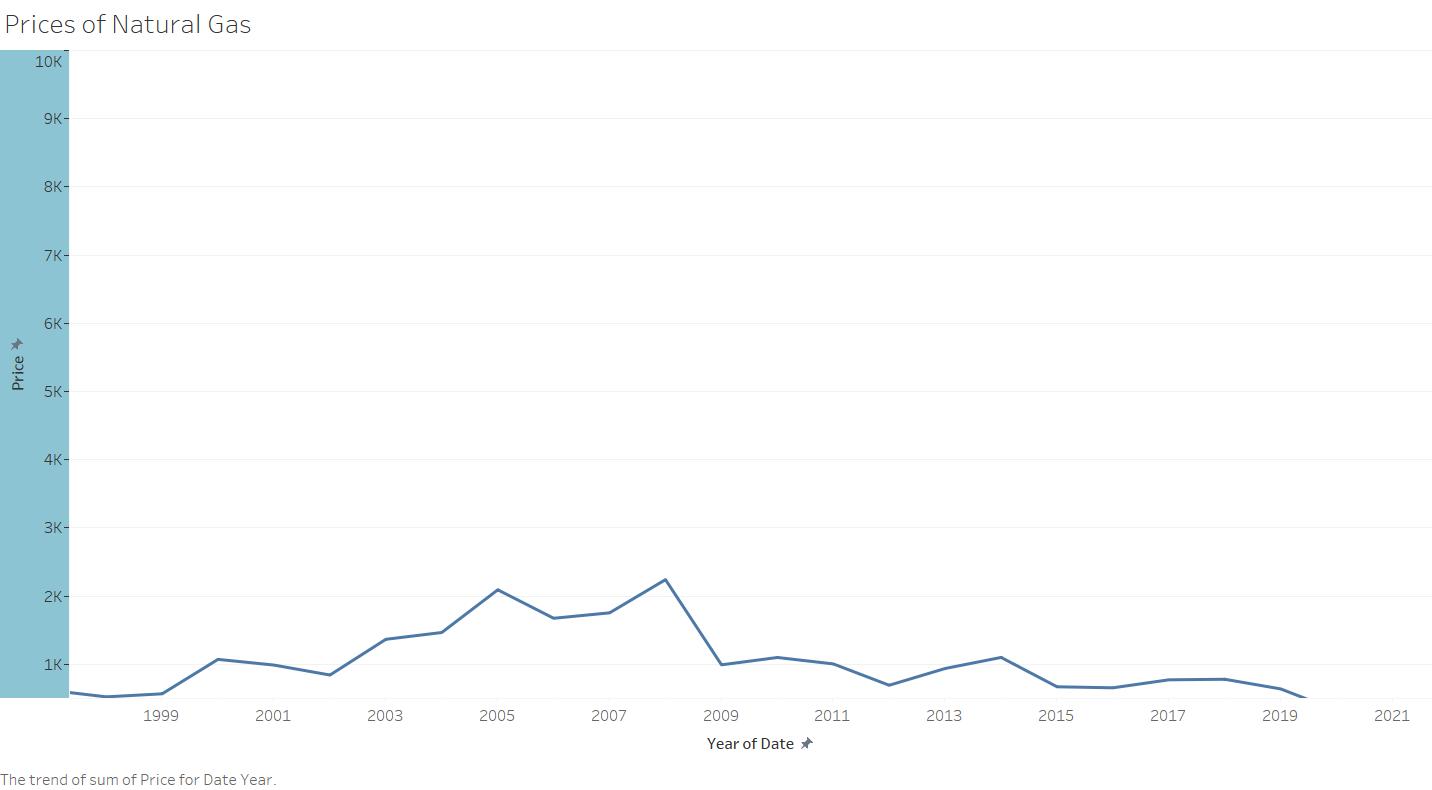 Prices of Natural Gas
10K
9K
8K
7K
6K
5K
4K
3K
2K
1K
Price
1999 2001 2003 2005 2007 2009 2011 2013 2015 2017 2019 2021
Year of Date
The trend of sum of Price for Date Year.